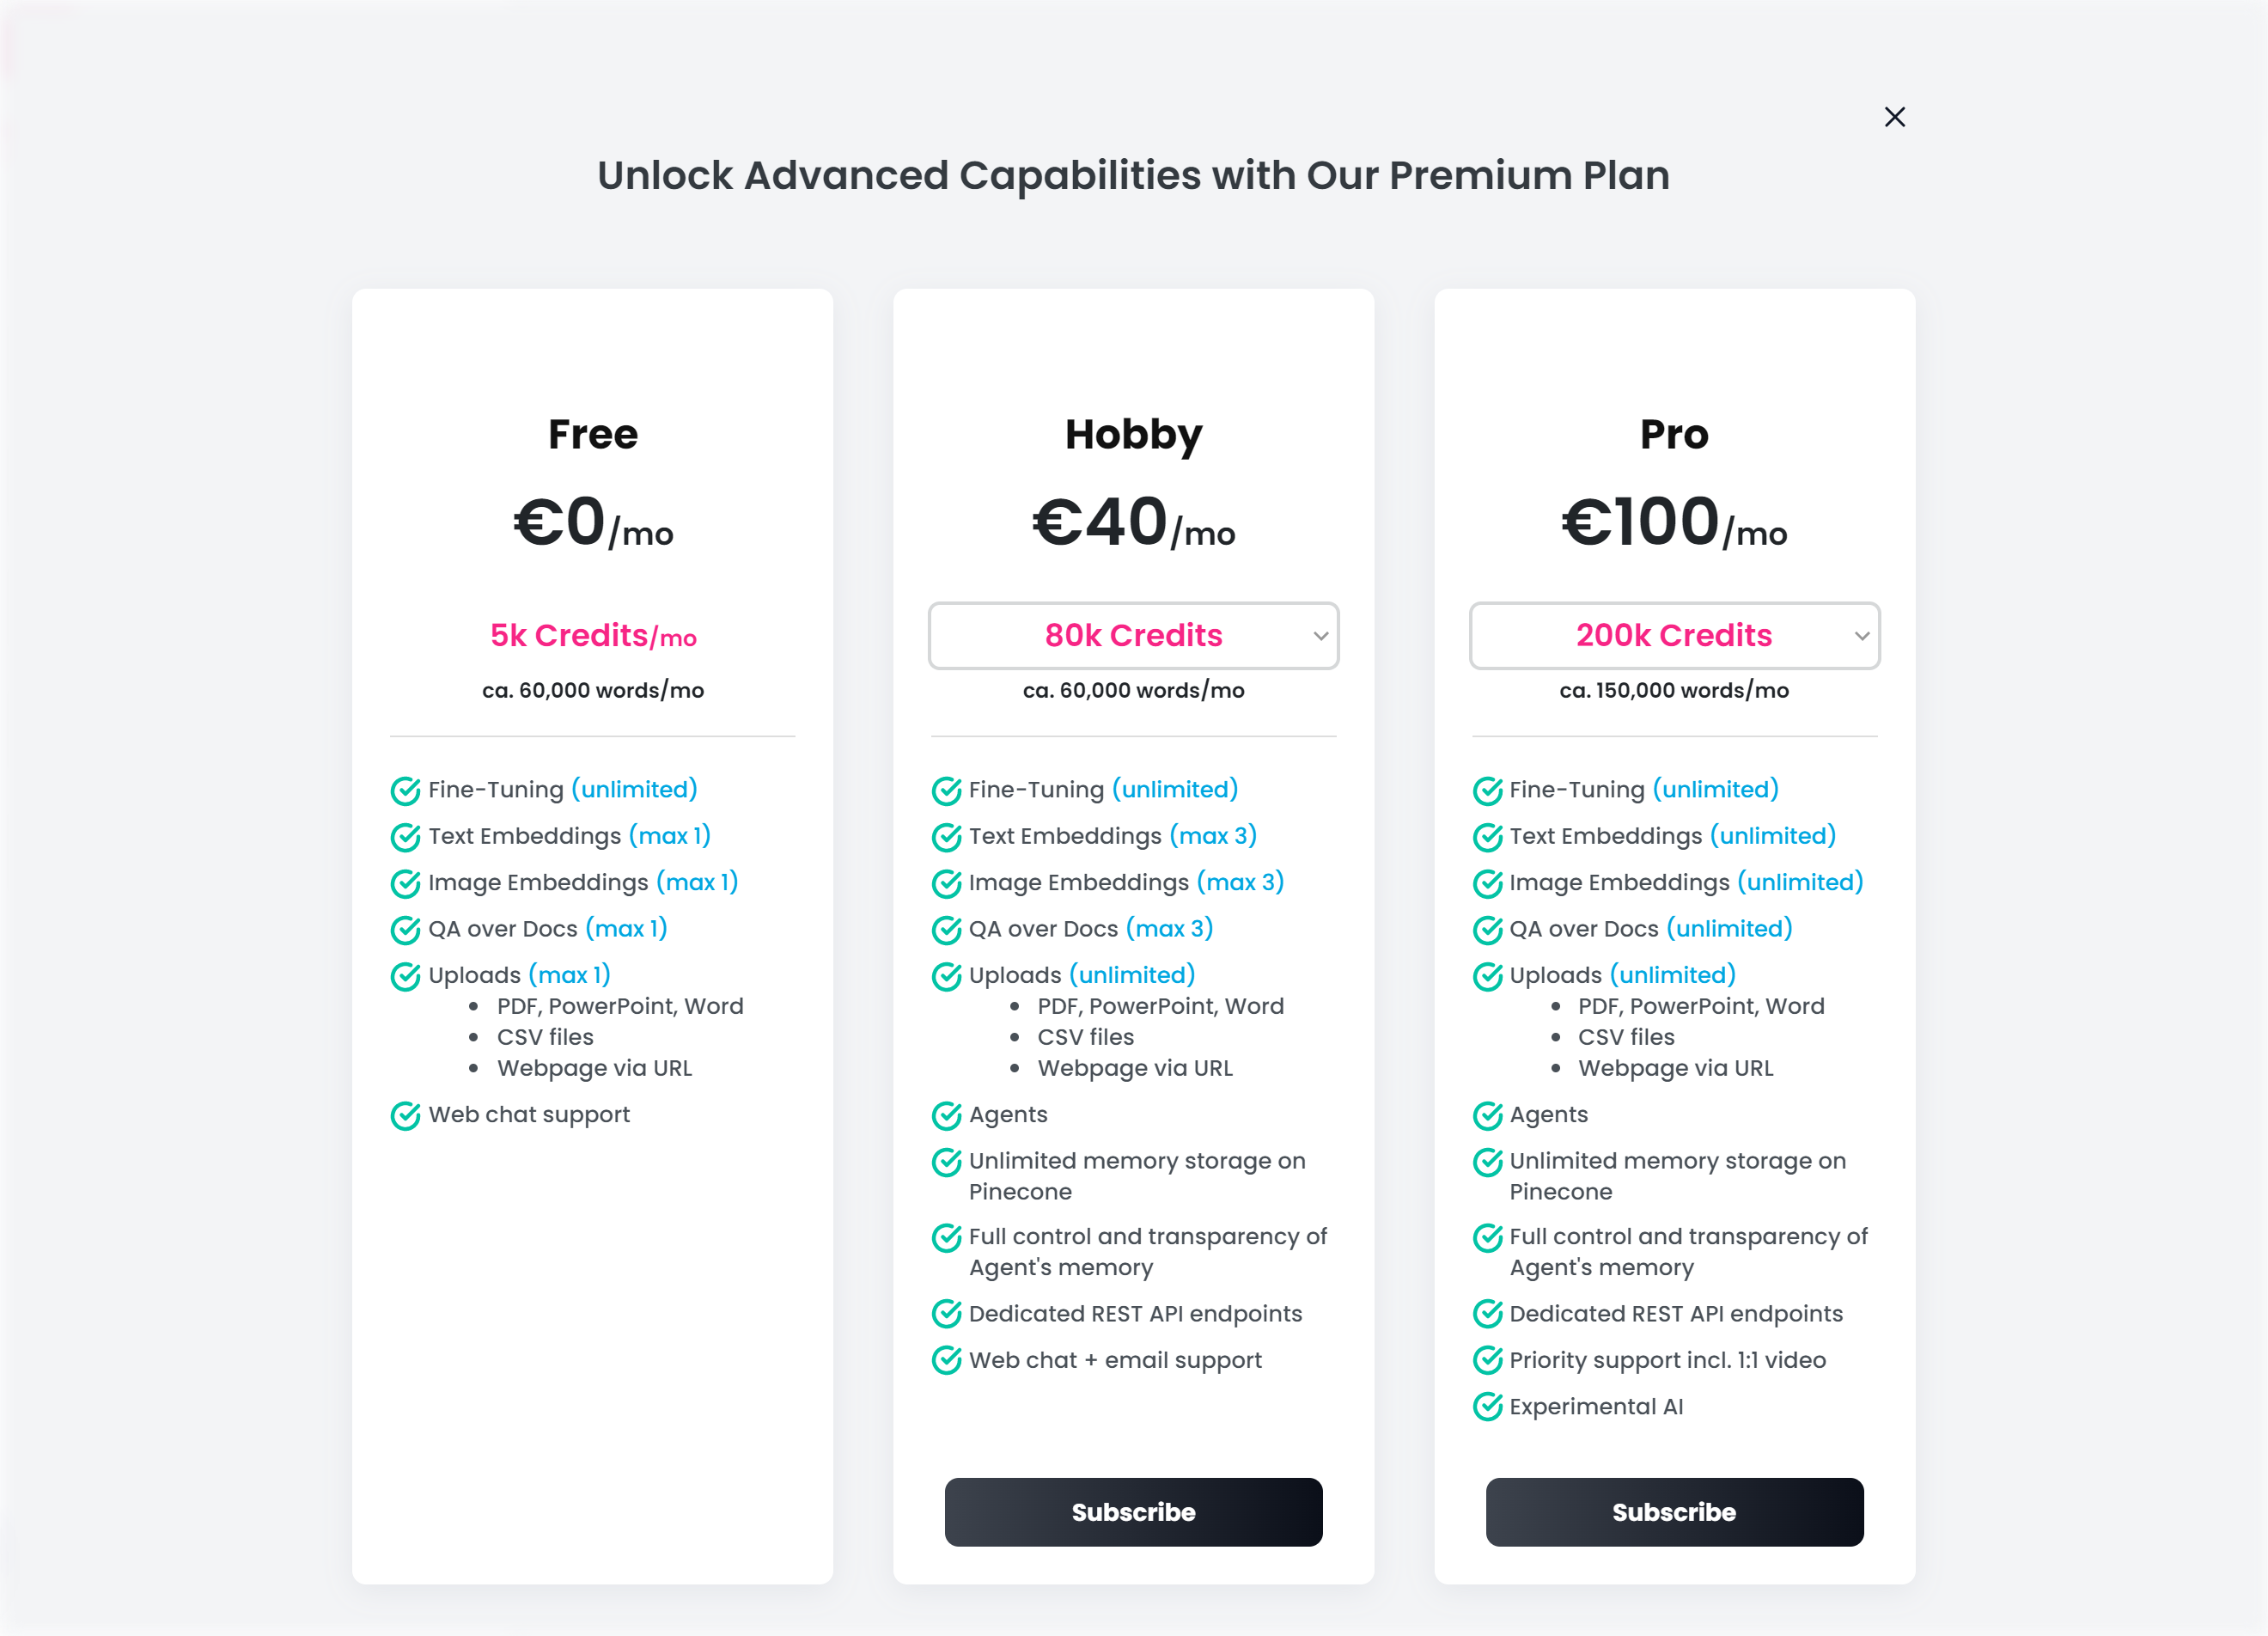 Unlock Advanced Capabilities with Our Premium Plan
Free
€0/mo
5k Credits/mo
ca. 60,000 words/mo
Fine-Tuning (unlimited)
Text Embeddings (max 1)
Image Embeddings (max 1)
QA over Docs (max 1)
Uploads (max 1)
• PDF, PowerPoint, Word
• CSV files
• Webpage via URL
Web chat support
Hobby
€40/mo
80k Credits
ca. 60,000 words/mo
Fine-Tuning (unlimited)
Text Embeddings (max 3)
Image Embeddings (max 3)
QA over Docs (max 3)
Uploads (unlimited)
• PDF, PowerPoint, Word
• CSV files
• Webpage via URL
Agents
Unlimited memory storage on
Pinecone
Full control and transparency of
Agent's memory
Dedicated REST API endpoints
Web chat + email support
Subscribe
Pro
€100/mo
200k Credits
ca. 150,000 words/mo
Fine-Tuning (unlimited)
Text Embeddings (unlimited)
Image Embeddings (unlimited)
QA over Docs (unlimited)
Uploads (unlimited)
• PDF, PowerPoint, Word
• CSV files
• Webpage via URL
Agents
Unlimited memory storage on
Pinecone
Full control and transparency of
Agent's memory
Dedicated REST API endpoints
Priority support incl. 1:1 video
Experimental AI
Subscribe